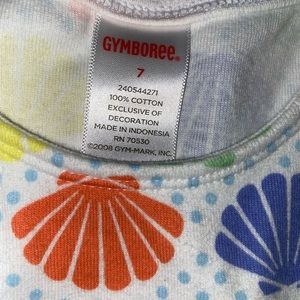 GYMBOREE®
7
240544271
100% COTTON
EXCLUSIVE OF
DECORATION
MADE IN INDONESIA
RN 70530
©2008 GYM-MARK, INC.